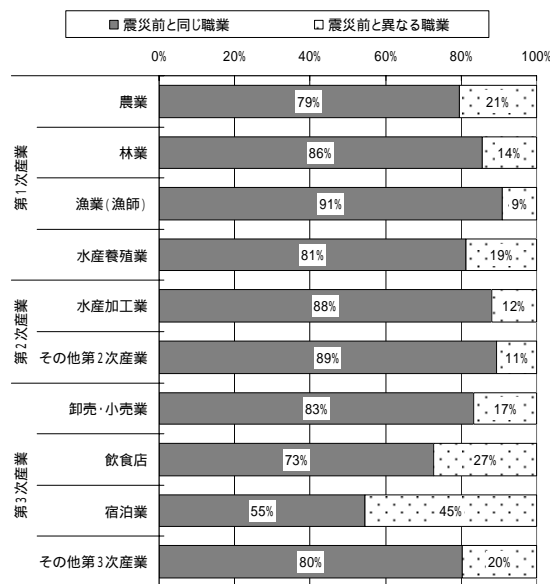 震災前と同じ職業 震災前と異なる職業
0% 20% 40% 60% 80% 100%
第1次産業
農業 79% 21%
林業 86% 14%
漁業(漁師) 91% 9%
水産養殖業 81% 19%
第2次産業
水産加工業 88% 12%
その他第2次産業 89% 11%
第3次産業
卸売・小売業 83% 17%
飲食店 73% 27%
宿泊業 55% 45%
その他第3次産業 80% 20%